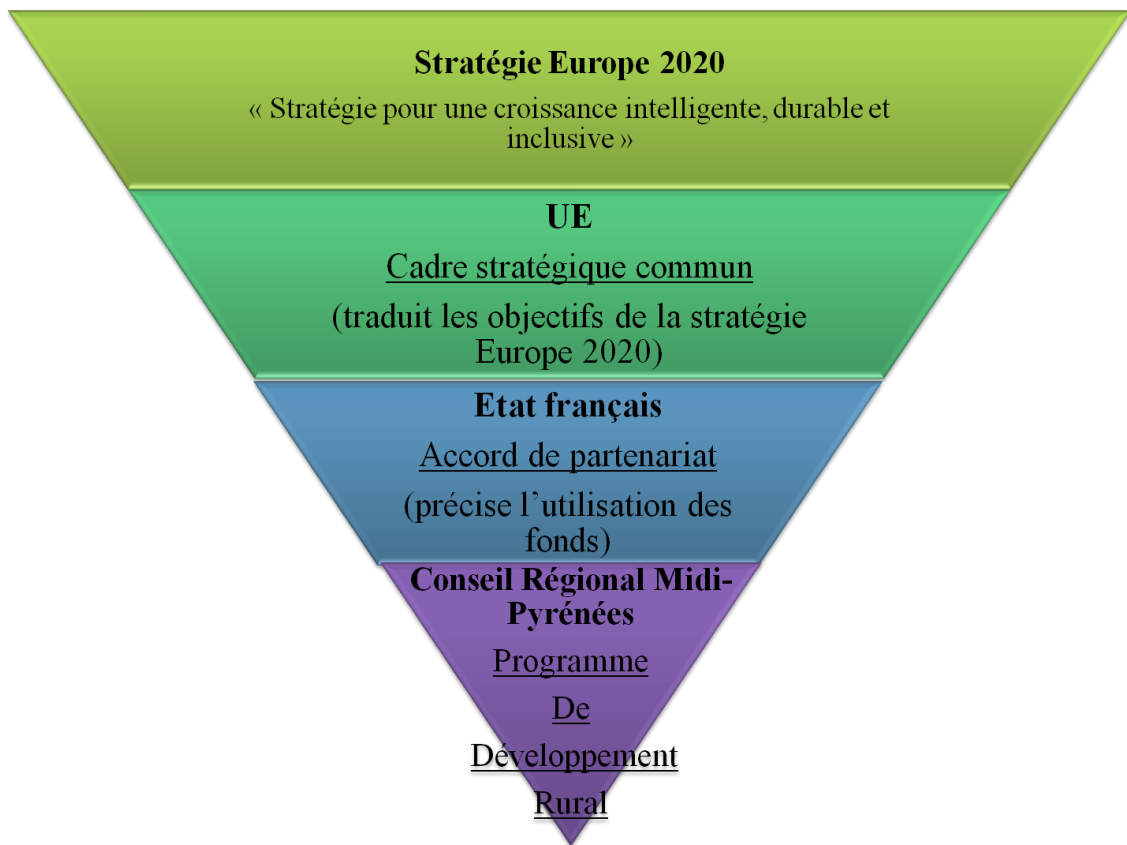 Stratégie Europe 2020
« Stratégie pour une croissance intelligente, durable et
inclusive »
UE
Cadre stratégique commun
(traduit les objectifs de la stratégie
Europe 2020)
Etat français
Accord de partenariat
(précise l’utilisation des
fonds)
Conseil Régional Midi-
Pyrénées
Programme
De
Développement
Rural